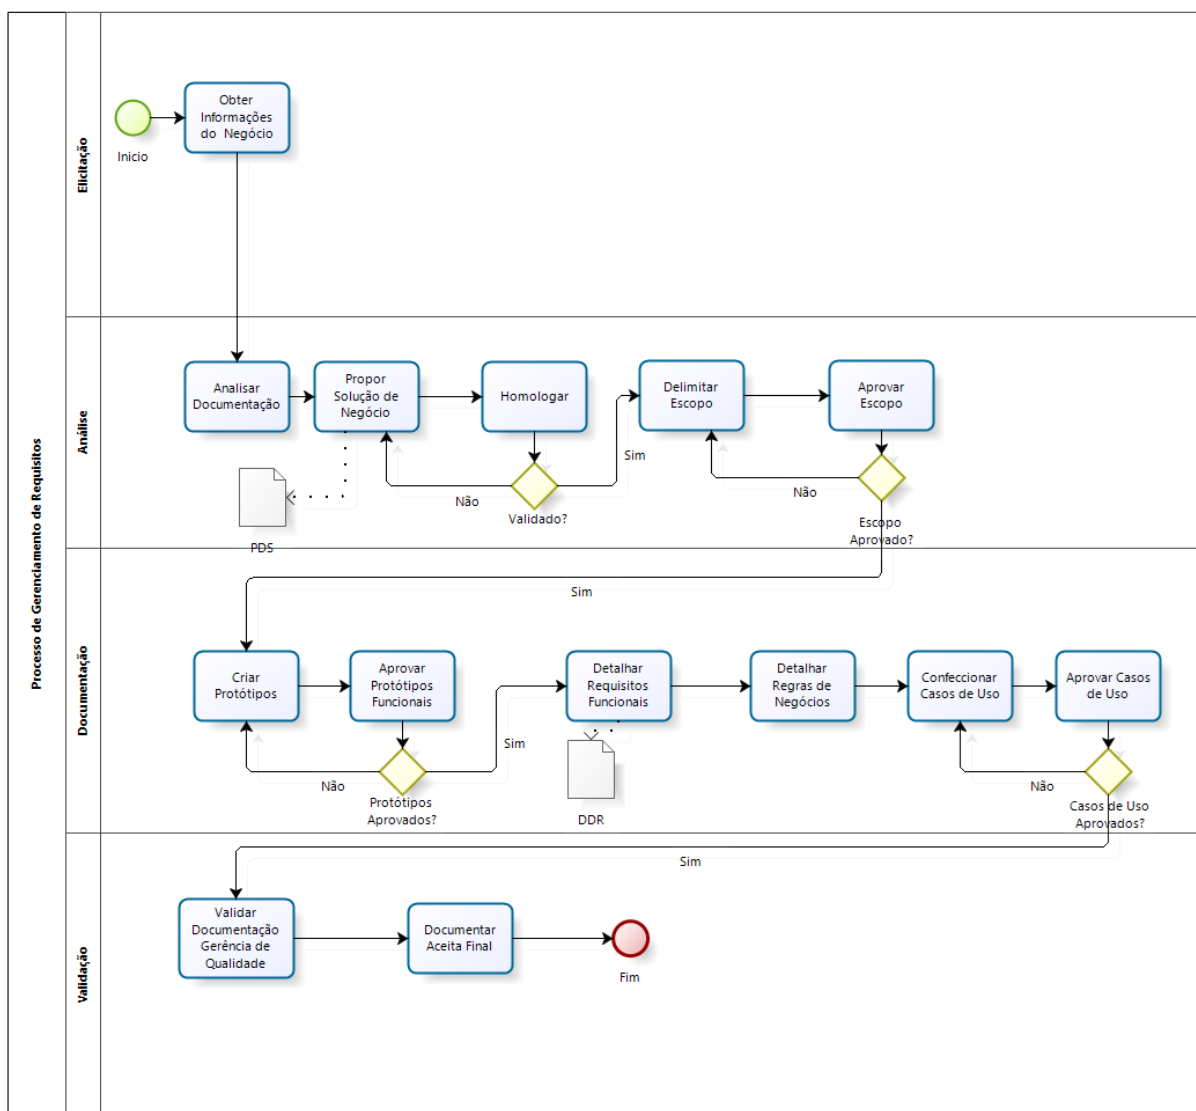 Processo de Gerenciamento de Requisitos
Elicitação
Obter
Informações
do Negócio
Inicio
Análise
Analisar
Documentação
Propor
Solução de
Negócio
Homologar
Delimitar
Escopo
Aprovar
Escopo
Sim
Não
Validado?
Não
Escopo
Aprovado?
PDS
Documentação
Sim
Criar
Protótipos
Aprovar
Protótipos
Funcionais
Detalhar
Requisitos
Funcionais
Detalhar
Regras de
Negócios
Confeccionar
Casos de Uso
Aprovar Casos
de Uso
Sim
Não
Protótipos
Aprovados?
DDR
Não
Casos de Uso
Aprovados?
Validação
Sim
Validar
Documentação
Gerência de
Qualidade
Documentar
Aceita Final
Fim